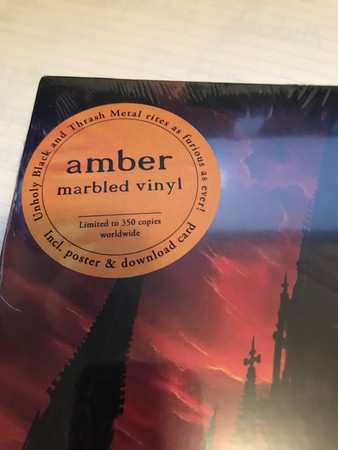 Unholy Black and Thrash Metal rites as furious as ever!
amber
marbled vinyl
Limited to 350 copies
worldwide
Incl. poster & download card